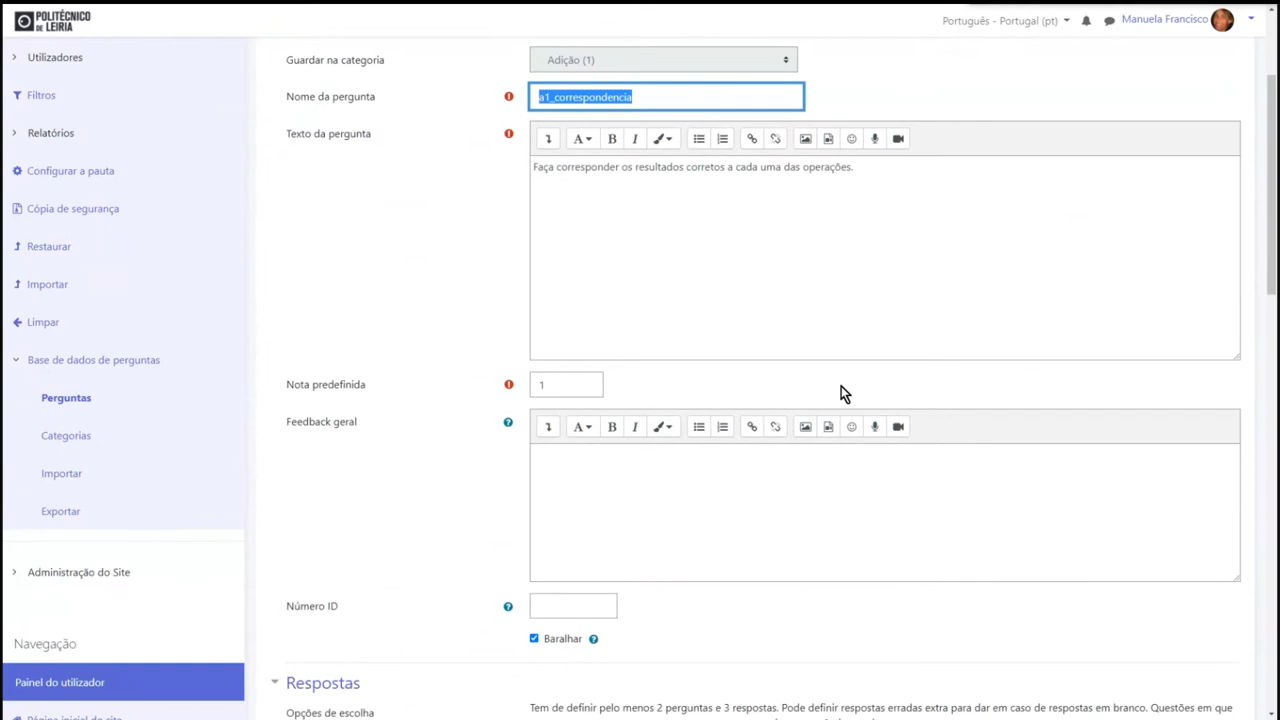 POLITÉCNICO
DE LEIRIA
Português - Portugal (pt)
Manuela Francisco
Utilizadores
Filtros
Relatórios
Configurar a pauta
Cópia de segurança
Restaurar
Importar
Limpar
Base de dados de perguntas
Perguntas
Categorias
Importar
Exportar
Administração do Site
Navegação
Painel do utilizador
Página inicial do site
Guardar na categoria
Adição (1)
Nome da pergunta
a1_correspondencia
Texto da pergunta
A B I
Faça corresponder os resultados corretos a cada uma das operações.
Nota predefinida
1
Feedback geral
A B I
Número ID
Baralhar
Respostas
Opções de escolha
Tem de definir pelo menos 2 perguntas e 3 respostas. Pode definir respostas erradas extra para dar em caso de respostas em branco. Questões em que